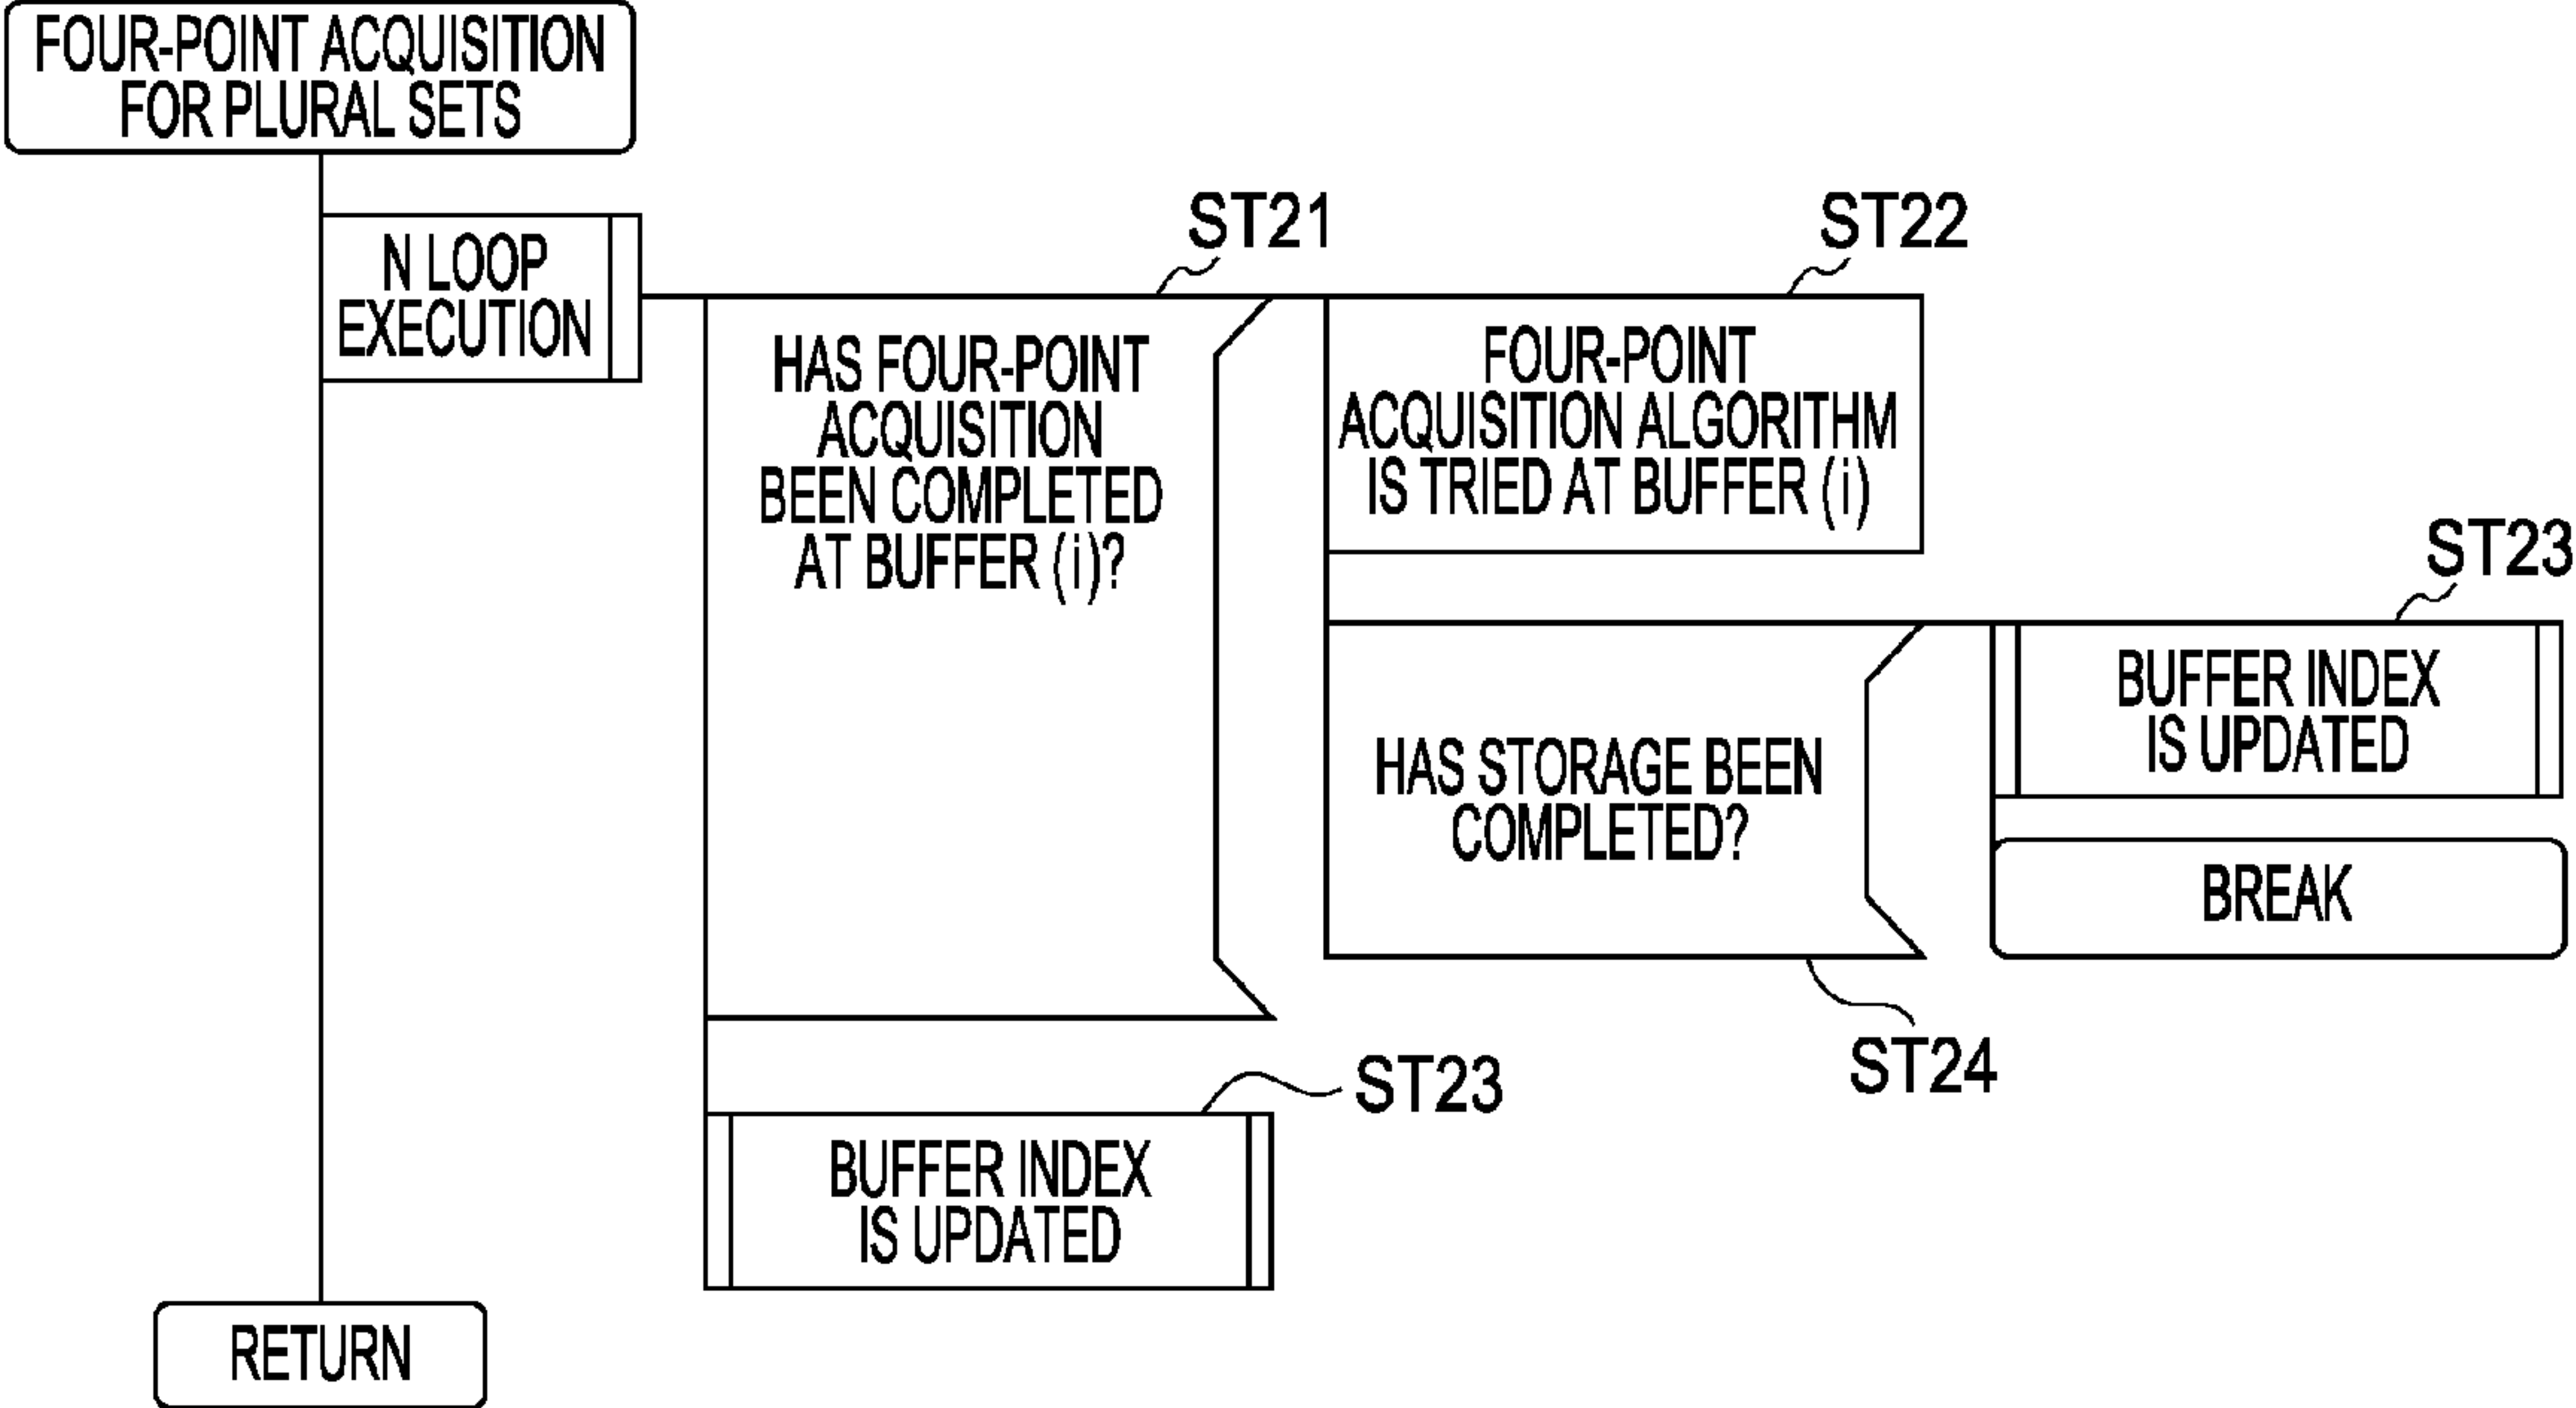 FOUR-POINT ACQUISITION
FOR PLURAL SETS
N LOOP
EXECUTION
ST21
HAS FOUR-POINT
ACQUISITION
BEEN COMPLETED
AT BUFFER (i)?
ST22
FOUR-POINT
ACQUISITION ALGORITHM
IS TRIED AT BUFFER (i)
ST23
BUFFER INDEX
IS UPDATED
HAS STORAGE BEEN
COMPLETED?
BREAK
ST24
ST23
BUFFER INDEX
IS UPDATED
RETURN